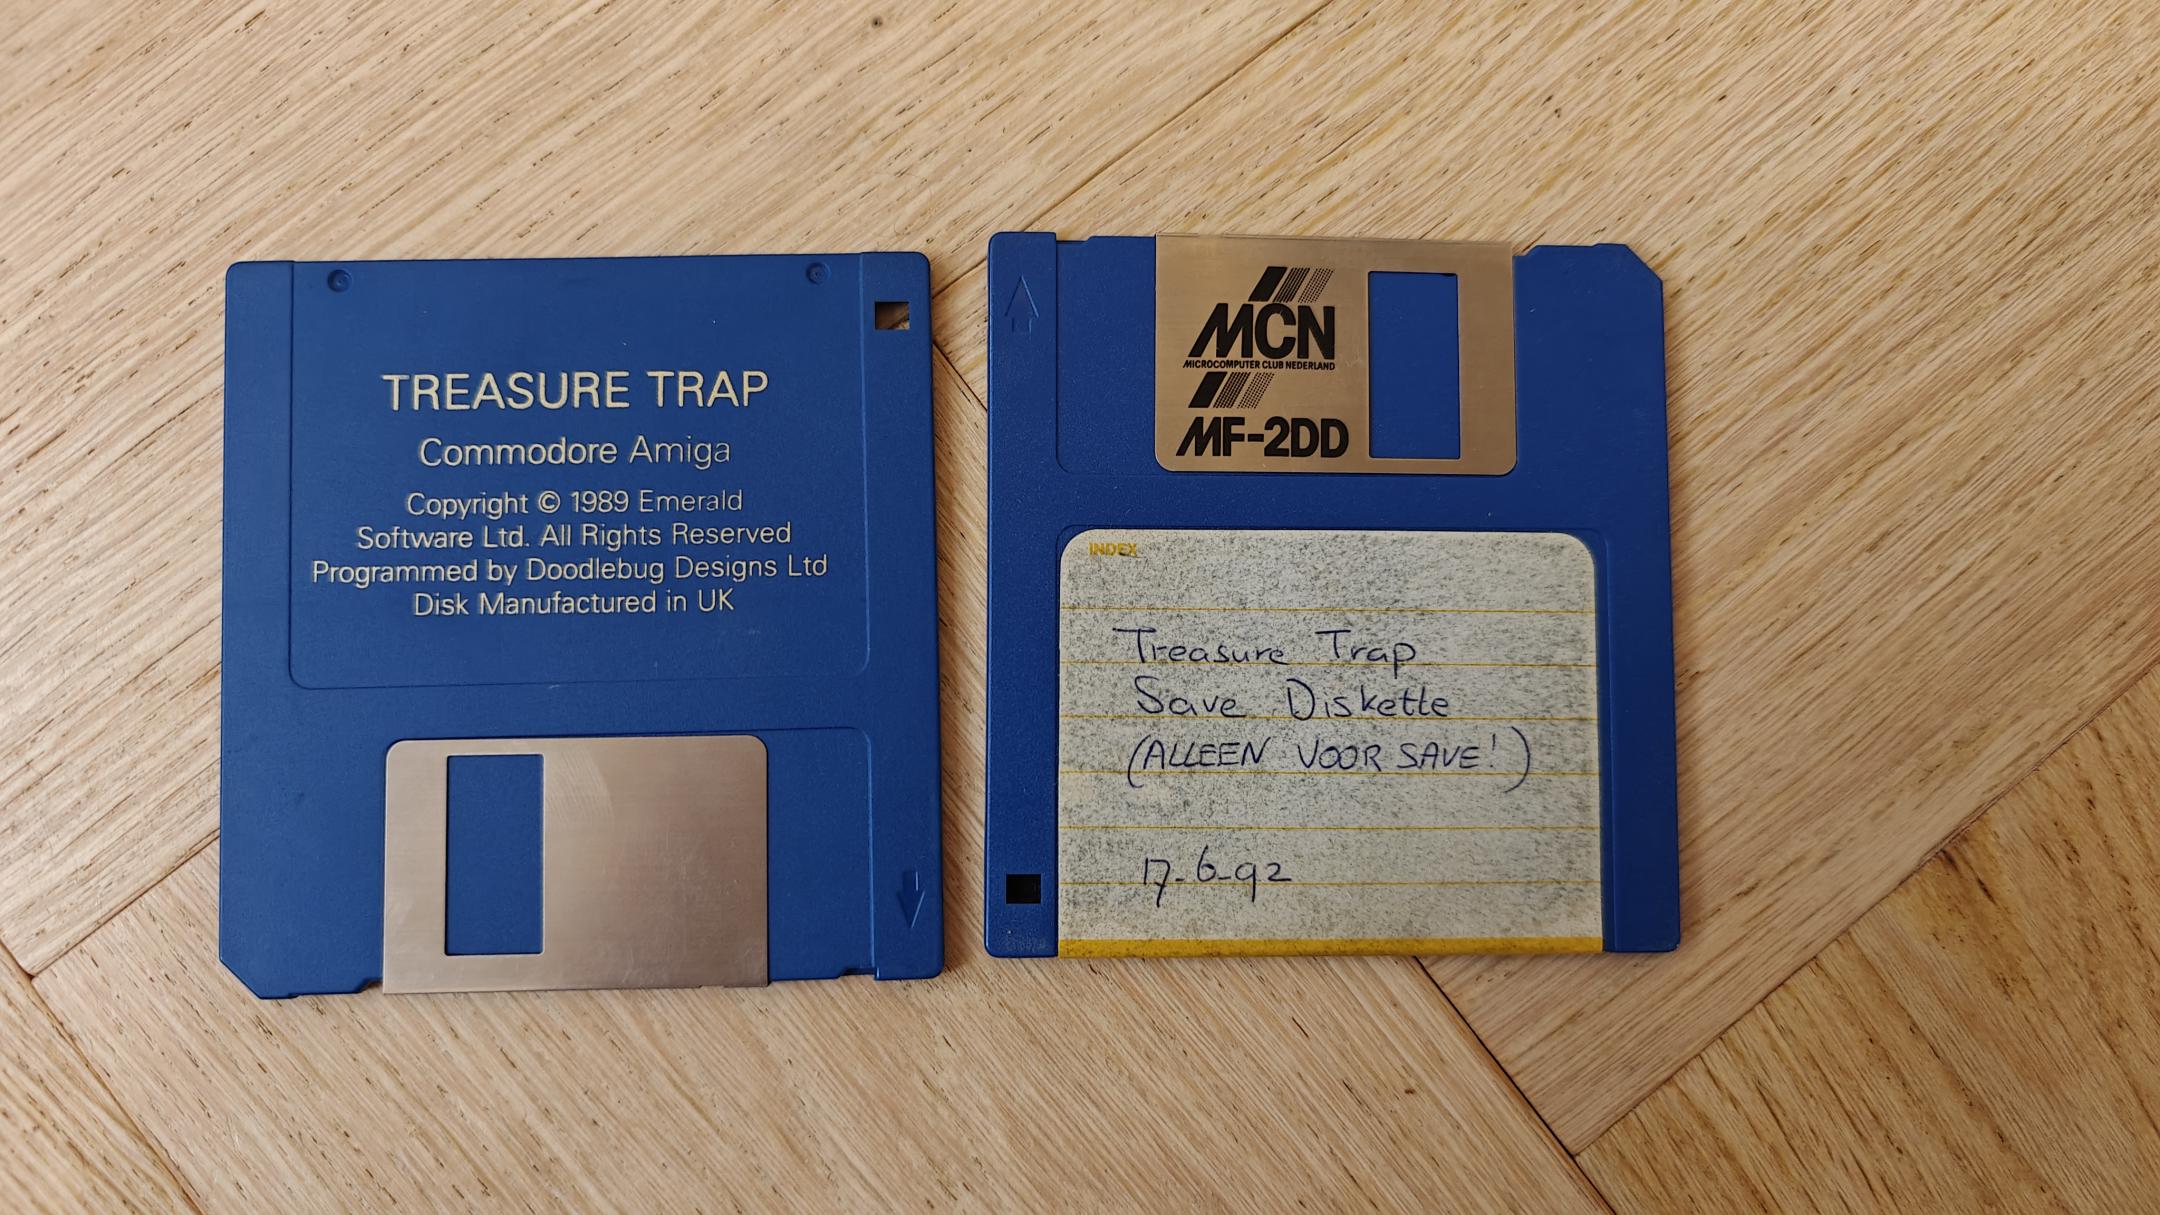 TREASURE TRAP
Commodore Amiga
Copyright © 1989 Emerald
Software Ltd. All Rights Reserved
Programmed by Doodlebug Designs Ltd
Disk Manufactured in UK
MCN
MICROCOMPUTER CLUB NEDERLAND
MF-2DD
INDEX
Treasure Trap
Save Diskette
(ALLEEN VOOR SAVE!)
17-6-92